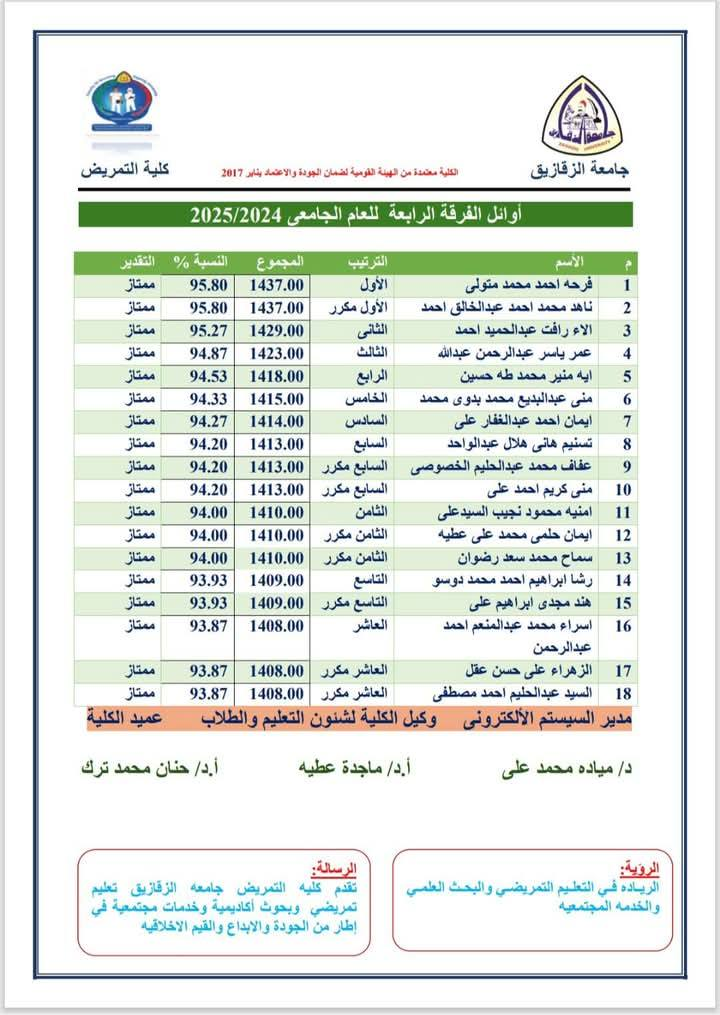 جامعة الزقازيق
ZAGAZIG UNIVERSITY
جامعة الزقازيق
الكلية معتمدة من الهيئة القومية لضمان الجودة والاعتماد يناير 2017
كلية التمريض
أوائل الفرقة الرابعة للعام الجامعى 2025/2024
م الأسم الترتيب المجموع النسبة % التقدير
1 فرحه احمد محمد متولى الأول 1437.00 95.80 ممتاز
2 ناهد محمد احمد عبدالخالق احمد الأول مكرر 1437.00 95.80 ممتاز
3 الاء رافت عبدالحميد احمد الثانى 1429.00 95.27 ممتاز
4 عمر ياسر عبدالرحمن عبدالله الثالث 1423.00 94.87 ممتاز
5 ايه منير محمد طه حسين الرابع 1418.00 94.53 ممتاز
6 منى عبدالبديع محمد بدوى محمد الخامس 1415.00 94.33 ممتاز
7 ايمان احمد عبدالغفار على السادس 1414.00 94.27 ممتاز
8 تسنيم هانى هلال عبدالواحد السابع 1413.00 94.20 ممتاز
9 عفاف محمد عبدالحليم الخصوصى السابع مكرر 1413.00 94.20 ممتاز
10 منى كريم احمد على السابع مكرر 1413.00 94.20 ممتاز
11 امنيه محمود نجيب السيدعلى الثامن 1410.00 94.00 ممتاز
12 ايمان حلمى محمد على عطيه الثامن مكرر 1410.00 94.00 ممتاز
13 سماح محمد سعد رضوان الثامن مكرر 1410.00 94.00 ممتاز
14 رشا ابراهيم احمد محمد دوسو التاسع 1409.00 93.93 ممتاز
15 هند مجدى ابراهيم على التاسع مكرر 1409.00 93.93 ممتاز
16 اسراء محمد عبدالمنعم احمد العاشر 1408.00 93.87 ممتاز
عبدالرحمن
17 الزهراء على حسن عقل العاشر مكرر 1408.00 93.87 ممتاز
18 السيد عبدالحليم احمد مصطفى العاشر مكرر 1408.00 93.87 ممتاز
مدير السيستم الألكترونى وكيل الكلية لشئون التعليم والطلاب عميد الكلية
د/ مياده محمد على أ.د/ ماجدة عطيه أ.د/ حنان محمد ترك
الرؤية:
الرياده في التعليم التمريضي والبحث العلمي
والخدمه المجتمعيه
الرسالة:
تقدم كليه التمريض جامعه الزقازيق تعليم
تمريضي وبحوث أكاديمية وخدمات مجتمعية في
إطار من الجودة والابداع والقيم الاخلاقيه